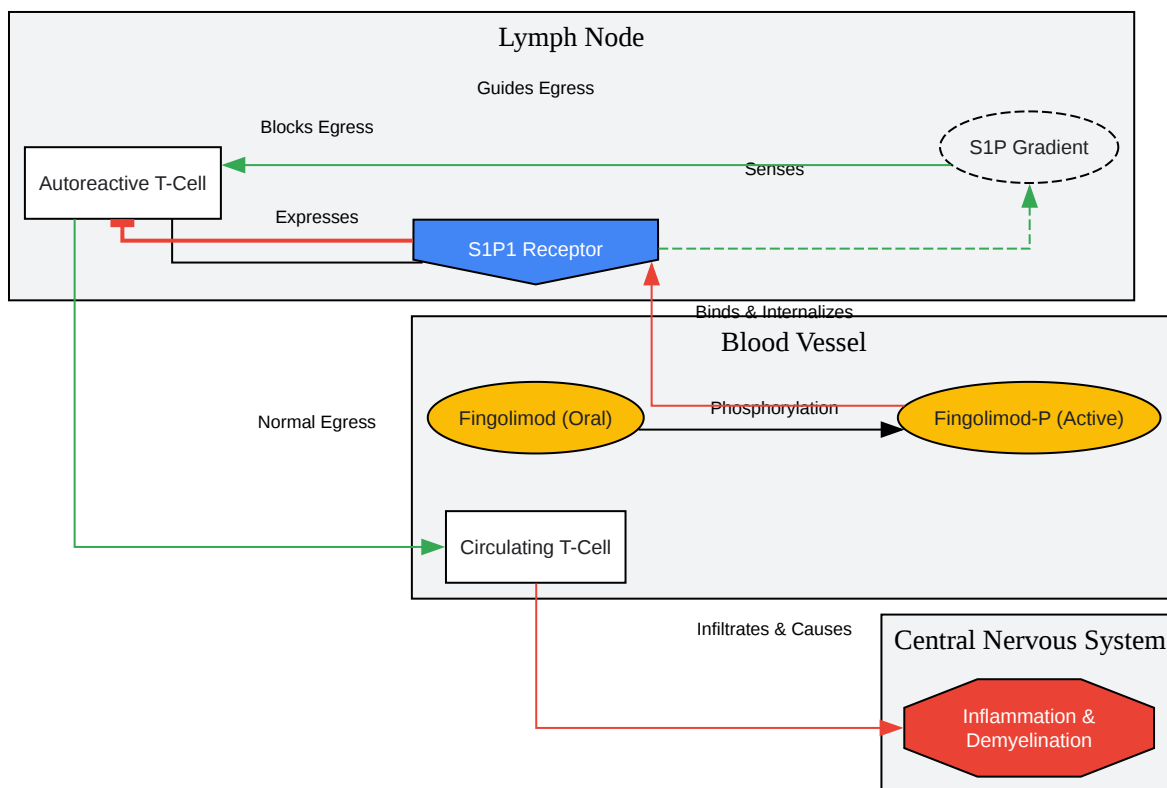 Lymph Node
Guides Egress
Blocks Egress
S1P Gradient
Senses
Autoreactive T-Cell
Expresses
S1P1 Receptor
Binds & Internalizes
Blood Vessel
Phosphorylation
Fingolimod (Oral)
Fingolimod-P (Active)
Normal Egress
Circulating T-Cell
Infiltrates & Causes
Central Nervous System
Inflammation &
Demyelination